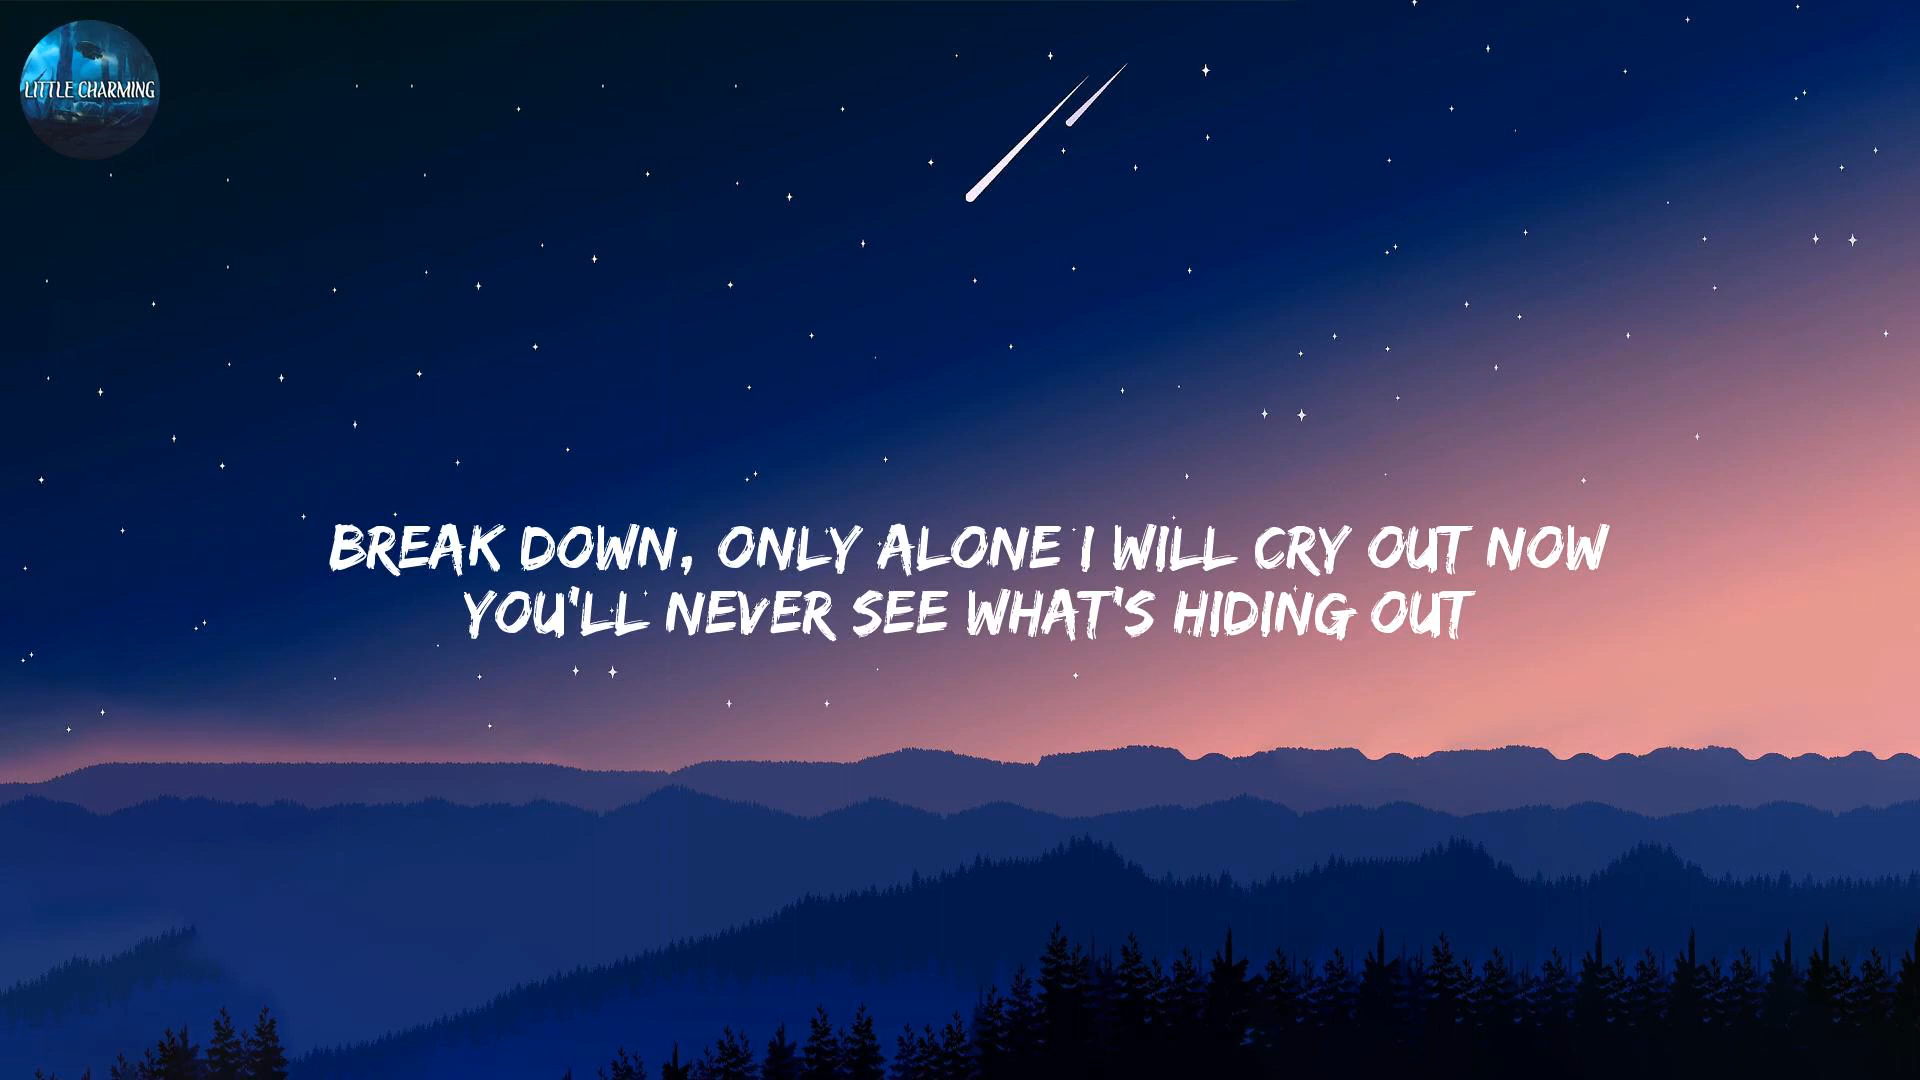 LITTLE CHARMING
BREAK DOWN, ONLY ALONE I WILL CRY OUT NOW
YOU'LL NEVER SEE WHAT'S HIDING OUT